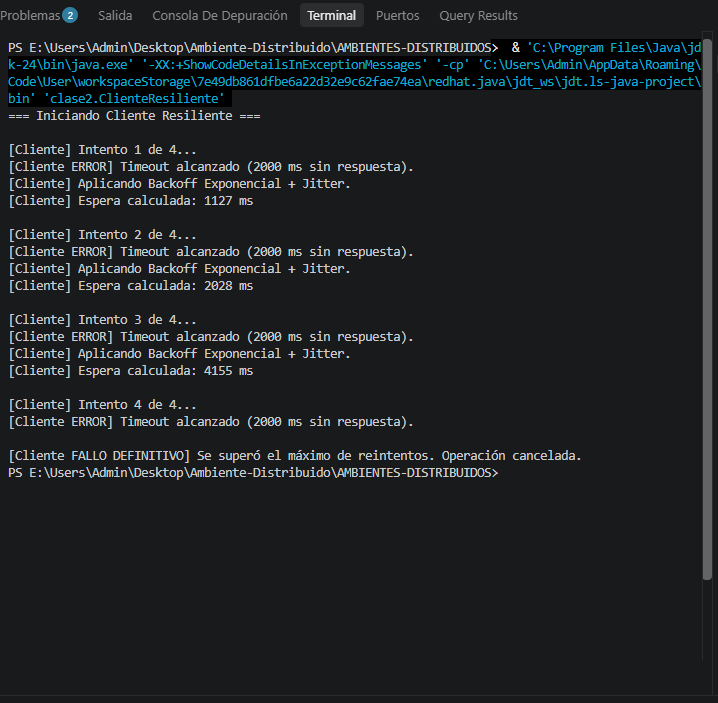 Problemas 2 Salida Consola De Depuración Terminal Puertos Query Results
PS E:\Users\Admin\Desktop\Ambiente-Distribuido\AMBIENTES-DISTRIBUIDOS> & 'C:\Program Files\Java\jd
k-24\bin\java.exe' '-XX:+ShowCodeDetailsInExceptionMessages' '-cp' 'C:\Users\Admin\AppData\Roaming\
Code\User\workspaceStorage\7e49db861dfbe6a22d32e9c62fae74ea\redhat.java\jdt_ws\jdt.ls-java-project\
bin' 'clase2.ClienteResiliente'
=== Iniciando Cliente Resiliente ===
[Cliente] Intento 1 de 4...
[Cliente ERROR] Timeout alcanzado (2000 ms sin respuesta).
[Cliente] Aplicando Backoff Exponencial + Jitter.
[Cliente] Espera calculada: 1127 ms
[Cliente] Intento 2 de 4...
[Cliente ERROR] Timeout alcanzado (2000 ms sin respuesta).
[Cliente] Aplicando Backoff Exponencial + Jitter.
[Cliente] Espera calculada: 2028 ms
[Cliente] Intento 3 de 4...
[Cliente ERROR] Timeout alcanzado (2000 ms sin respuesta).
[Cliente] Aplicando Backoff Exponencial + Jitter.
[Cliente] Espera calculada: 4155 ms
[Cliente] Intento 4 de 4...
[Cliente ERROR] Timeout alcanzado (2000 ms sin respuesta).
[Cliente FALLO DEFINITIVO] Se superó el máximo de reintentos. Operación cancelada.
PS E:\Users\Admin\Desktop\Ambiente-Distribuido\AMBIENTES-DISTRIBUIDOS>